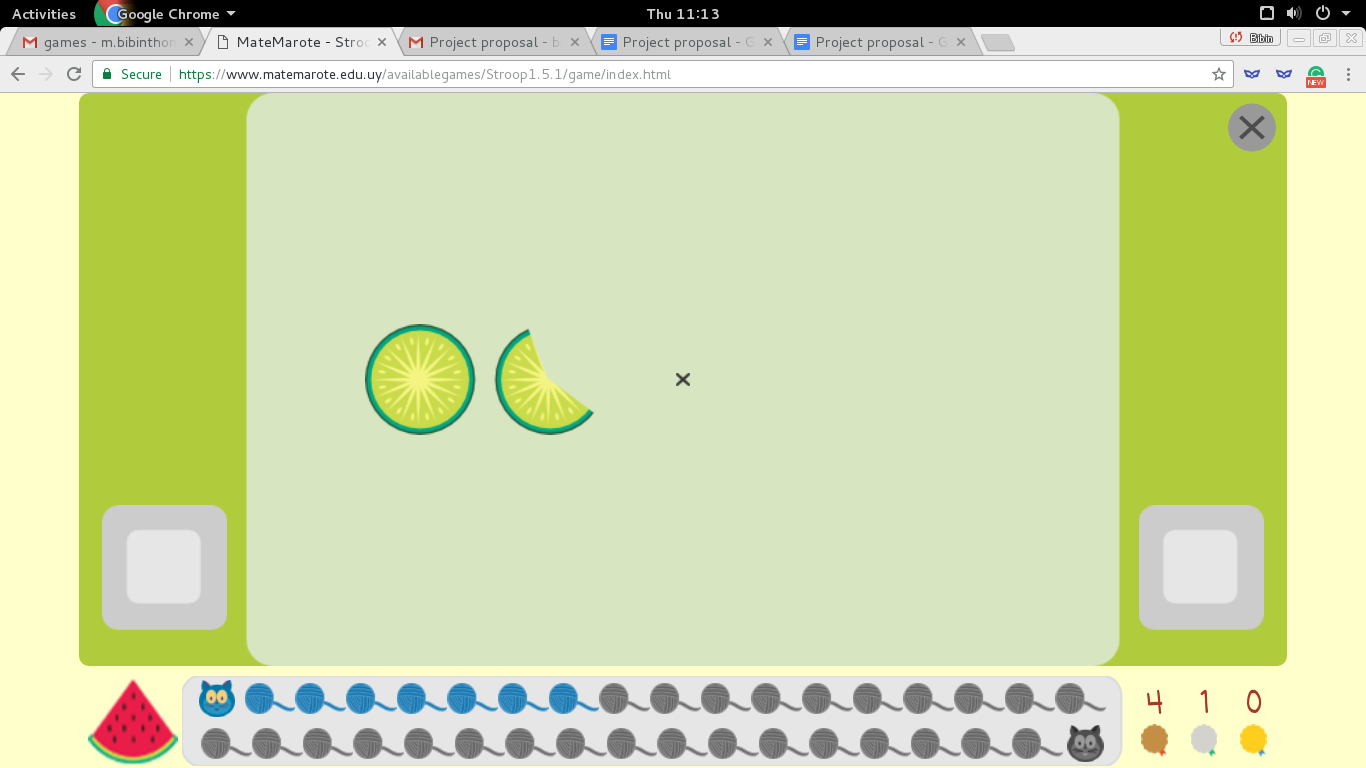 Activities Google Chrome Thu 11:13
games - m.bibinthon MateMarote - Stroo Project proposal - b Project proposal - G Project proposal - G Bibin
Secure https://www.matemarote.edu.uy/availablegames/Stroop1.5.1/game/index.html NEW
4 1 0